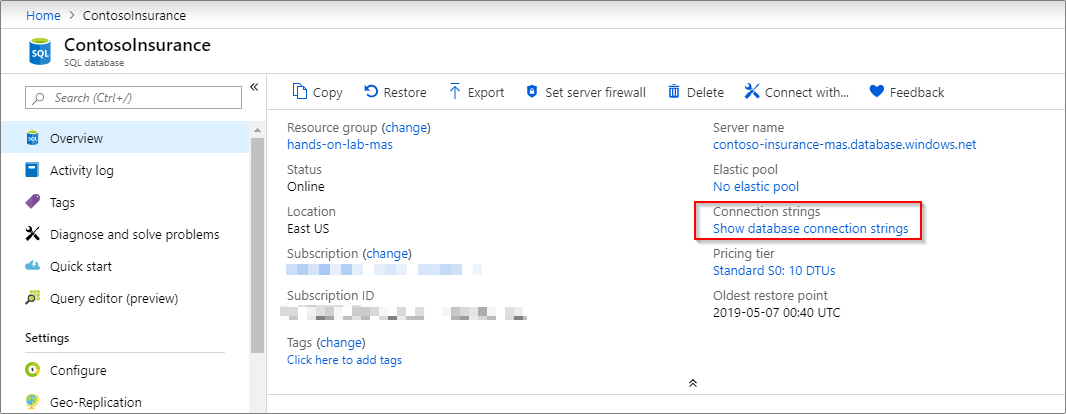 Home > ContosoInsurance
SQL
ContosoInsurance
SQL database
Search (Ctrl+/)
«
Overview
Activity log
Tags
Diagnose and solve problems
Quick start
Query editor (preview)
Settings
Configure
Geo-Replication
Copy Restore Export Set server firewall Delete Connect with... Feedback
Resource group (change)
hands-on-lab-mas
Status
Online
Location
East US
Subscription (change)
Subscription ID
Tags (change)
Click here to add tags
Server name
contoso-insurance-mas.database.windows.net
Elastic pool
No elastic pool
Connection strings
Show database connection strings
Pricing tier
Standard S0: 10 DTUs
Oldest restore point
2019-05-07 00:40 UTC